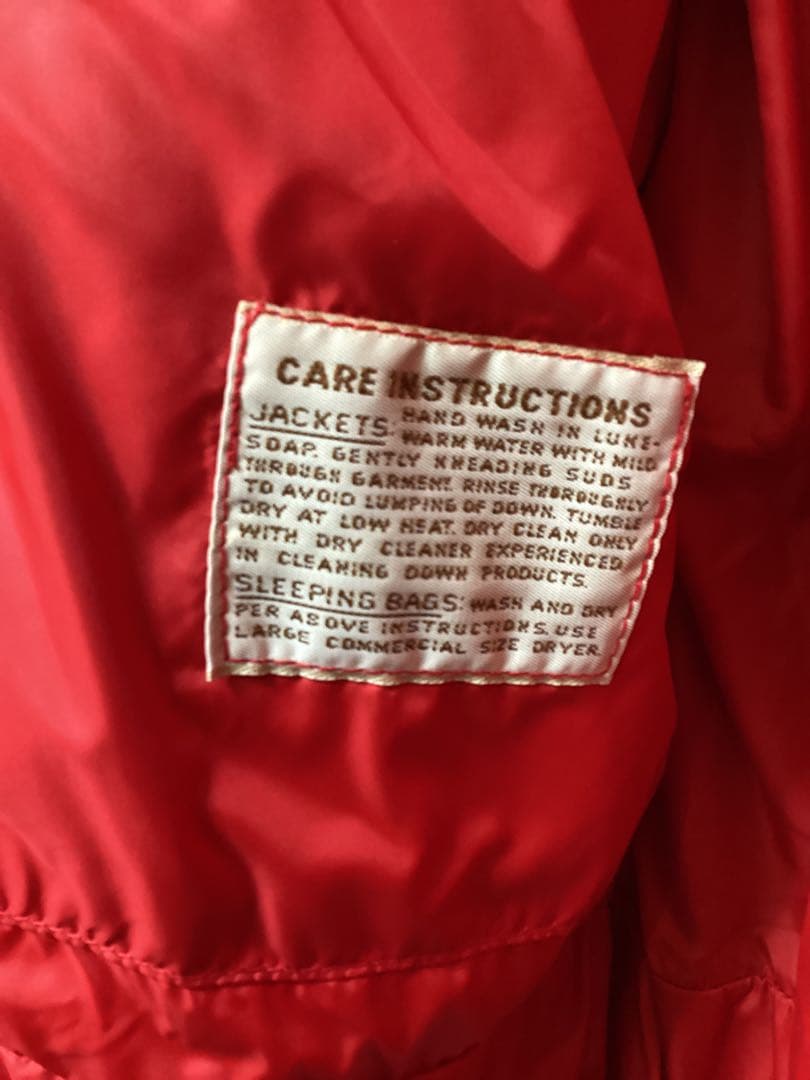 CARE INSTRUCTIONS
JACKETS: HAND WASH IN LUKE-
WARM WATER WITH MILD
SOAP. GENTLY KNEADING SUDS
THROUGH GARMENT. RINSE THOROUGHLY
TO AVOID LUMPING OF DOWN. TUMBLE
DRY AT LOW HEAT. DRY CLEAN ONLY
WITH DRY CLEANER EXPERIENCED
IN CLEANING DOWN PRODUCTS.
SLEEPING BAGS: WASH AND DRY
PER ABOVE INSTRUCTIONS. USE
LARGE COMMERCIAL SIZE DRYER.